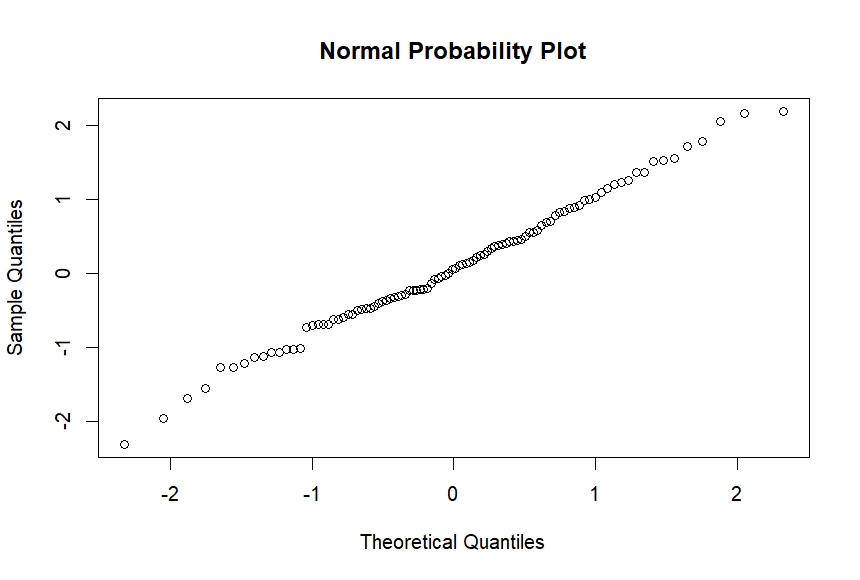 Normal Probability Plot
Sample Quantiles
2
1
0
-1
-2
-2 -1 0 1 2
Theoretical Quantiles